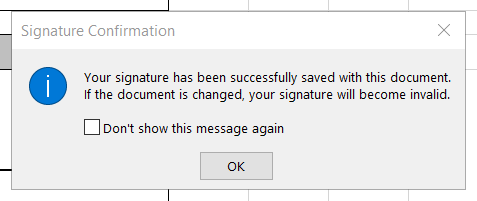 Signature Confirmation
Your signature has been successfully saved with this document.
If the document is changed, your signature will become invalid.
Don't show this message again
OK